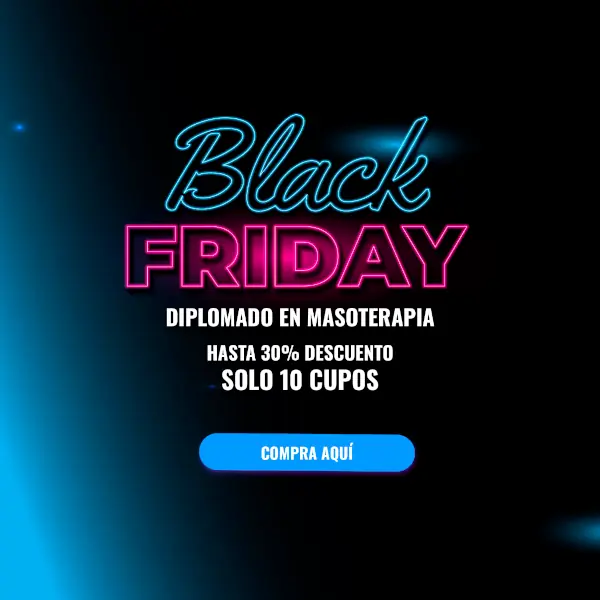 Black
FRIDAY
DIPLOMADO EN MASOTERAPIA
HASTA 30% DESCUENTO
SOLO 10 CUPOS
COMPRA AQUÍ